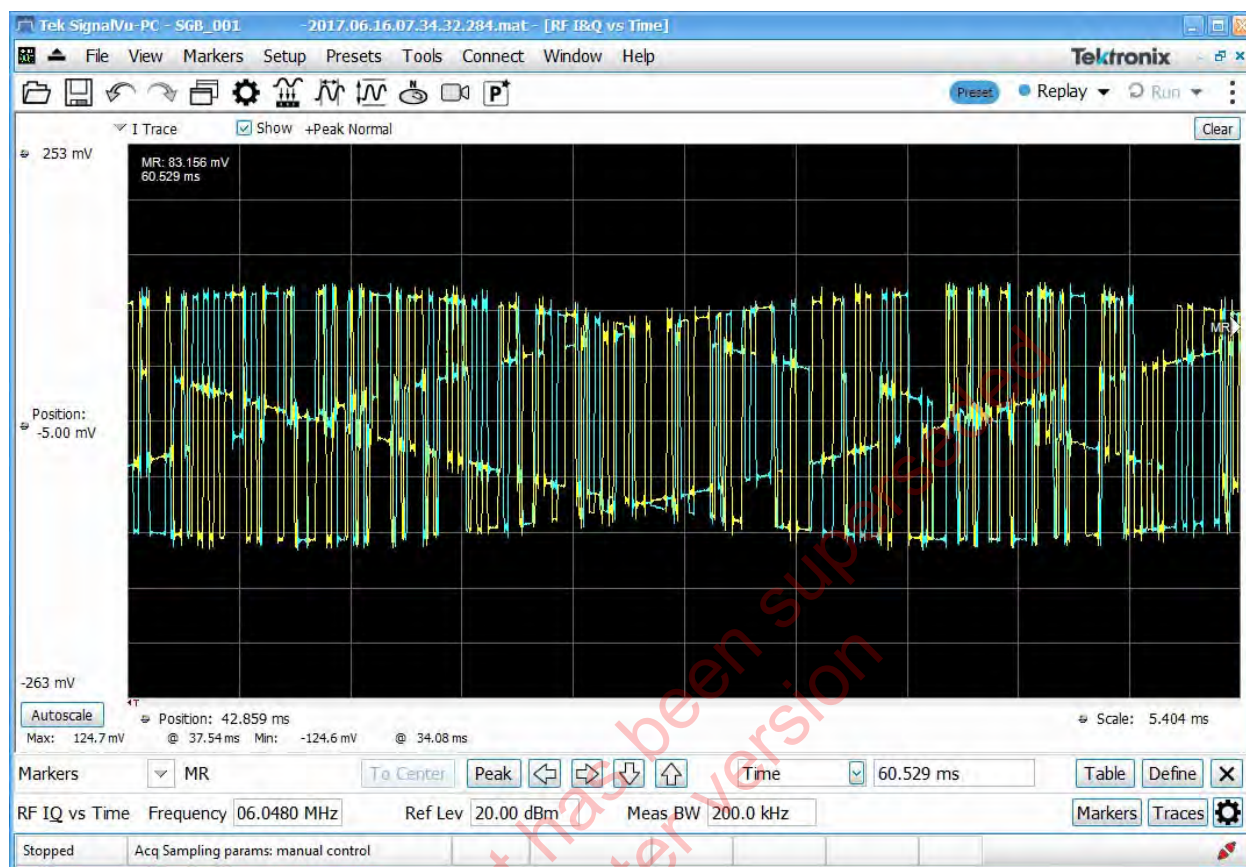 Tek SignalVu-PC - SGB_001 -2017.06.16.07.34.32.284.mat - [RF I&Q vs Time]
File View Markers Setup Presets Tools Connect Window Help Tektronix
Preset Replay Run
I Trace Show +Peak Normal Clear
253 mV
MR: 83.156 mV
60.529 ms
MR
Position:
-5.00 mV
-263 mV
T
Autoscale Position: 42.859 ms Scale: 5.404 ms
Max: 124.7 mV @ 37.54 ms Min: -124.6 mV @ 34.08 ms
Markers MR To Center Peak Time 60.529 ms Table Define
RF IQ vs Time Frequency 06.0480 MHz Ref Lev 20.00 dBm Meas BW 200.0 kHz Markers Traces
Stopped Acq Sampling params: manual control
t has been superseded
ter version